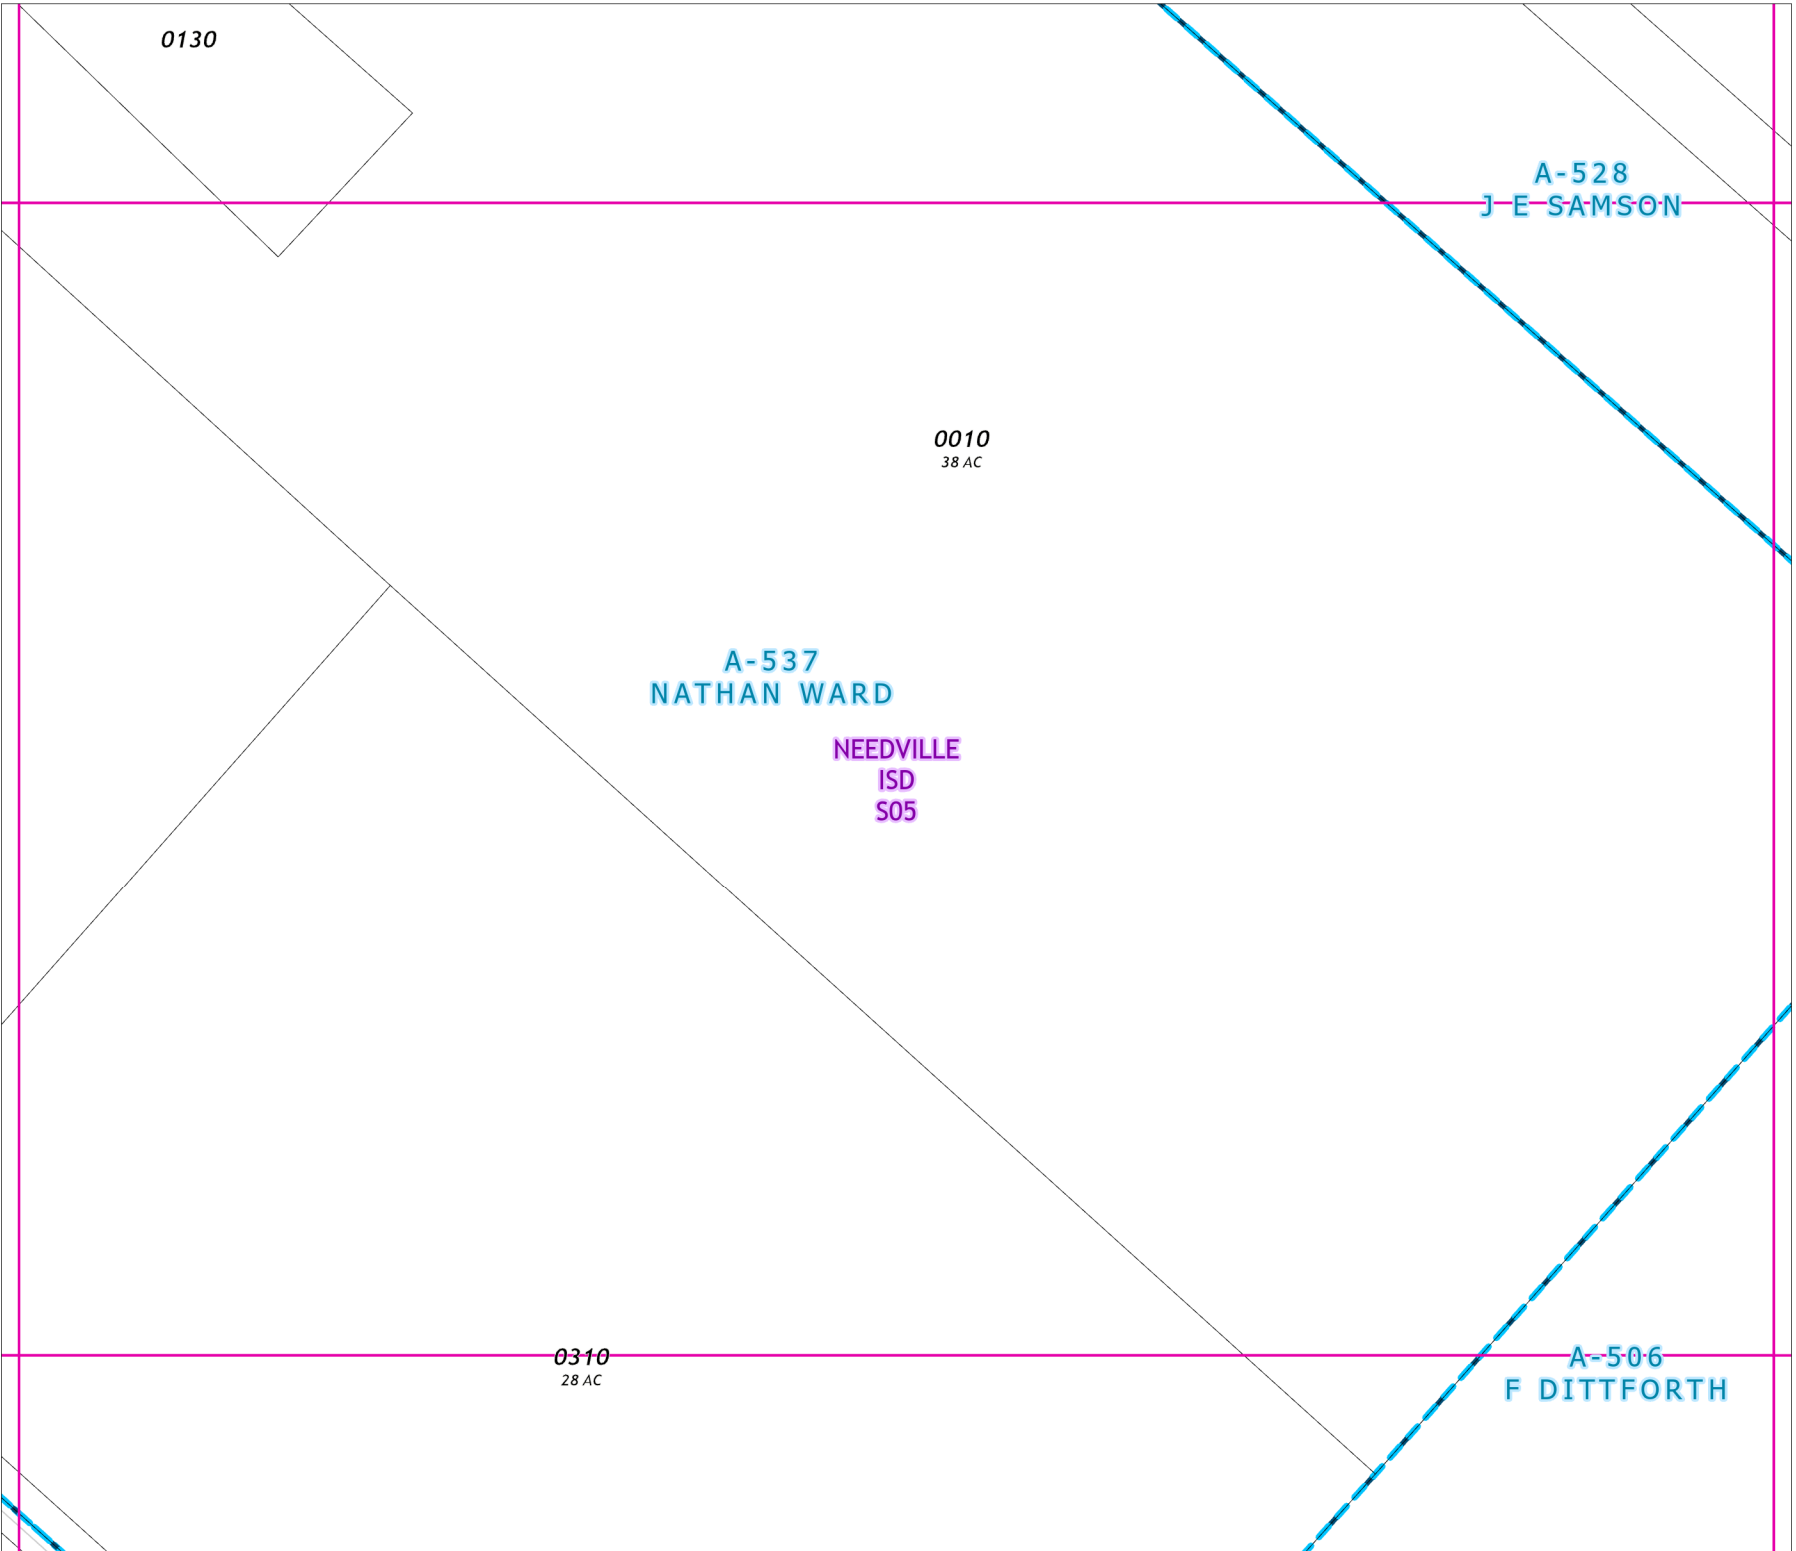 0130
A-528
J E SAMSON
0010
38 AC
A-537
NATHAN WARD
NEEDVILLE
ISD
S05
0310
28 AC
A-506
F DITTFORTH